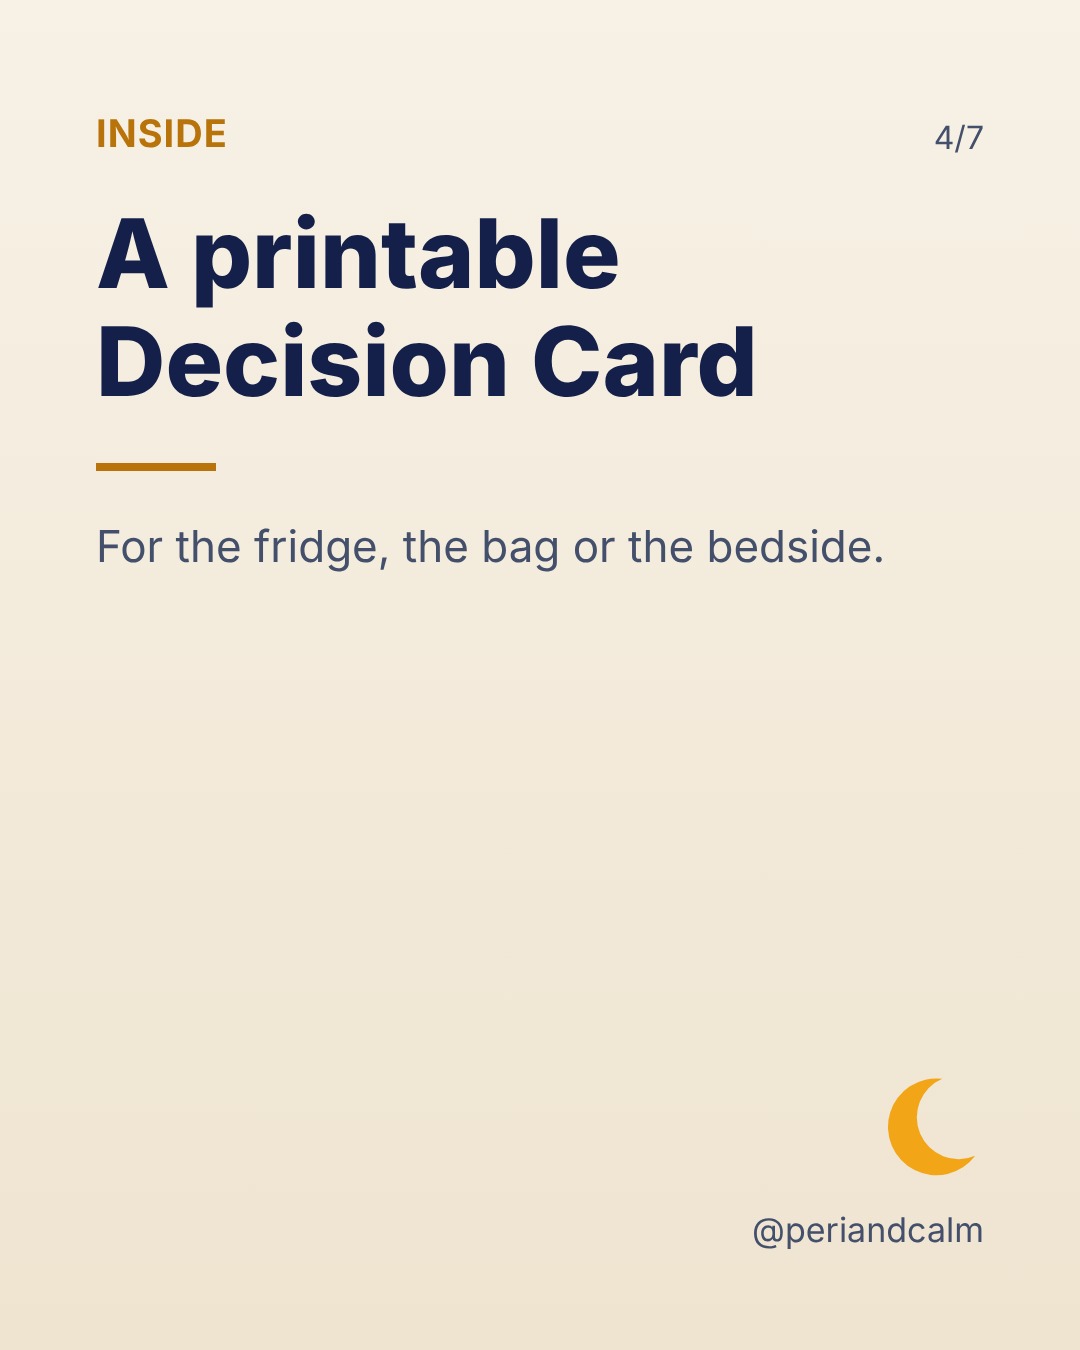 INSIDE
4/7
A printable
Decision Card
For the fridge, the bag or the bedside.
@periandcalm